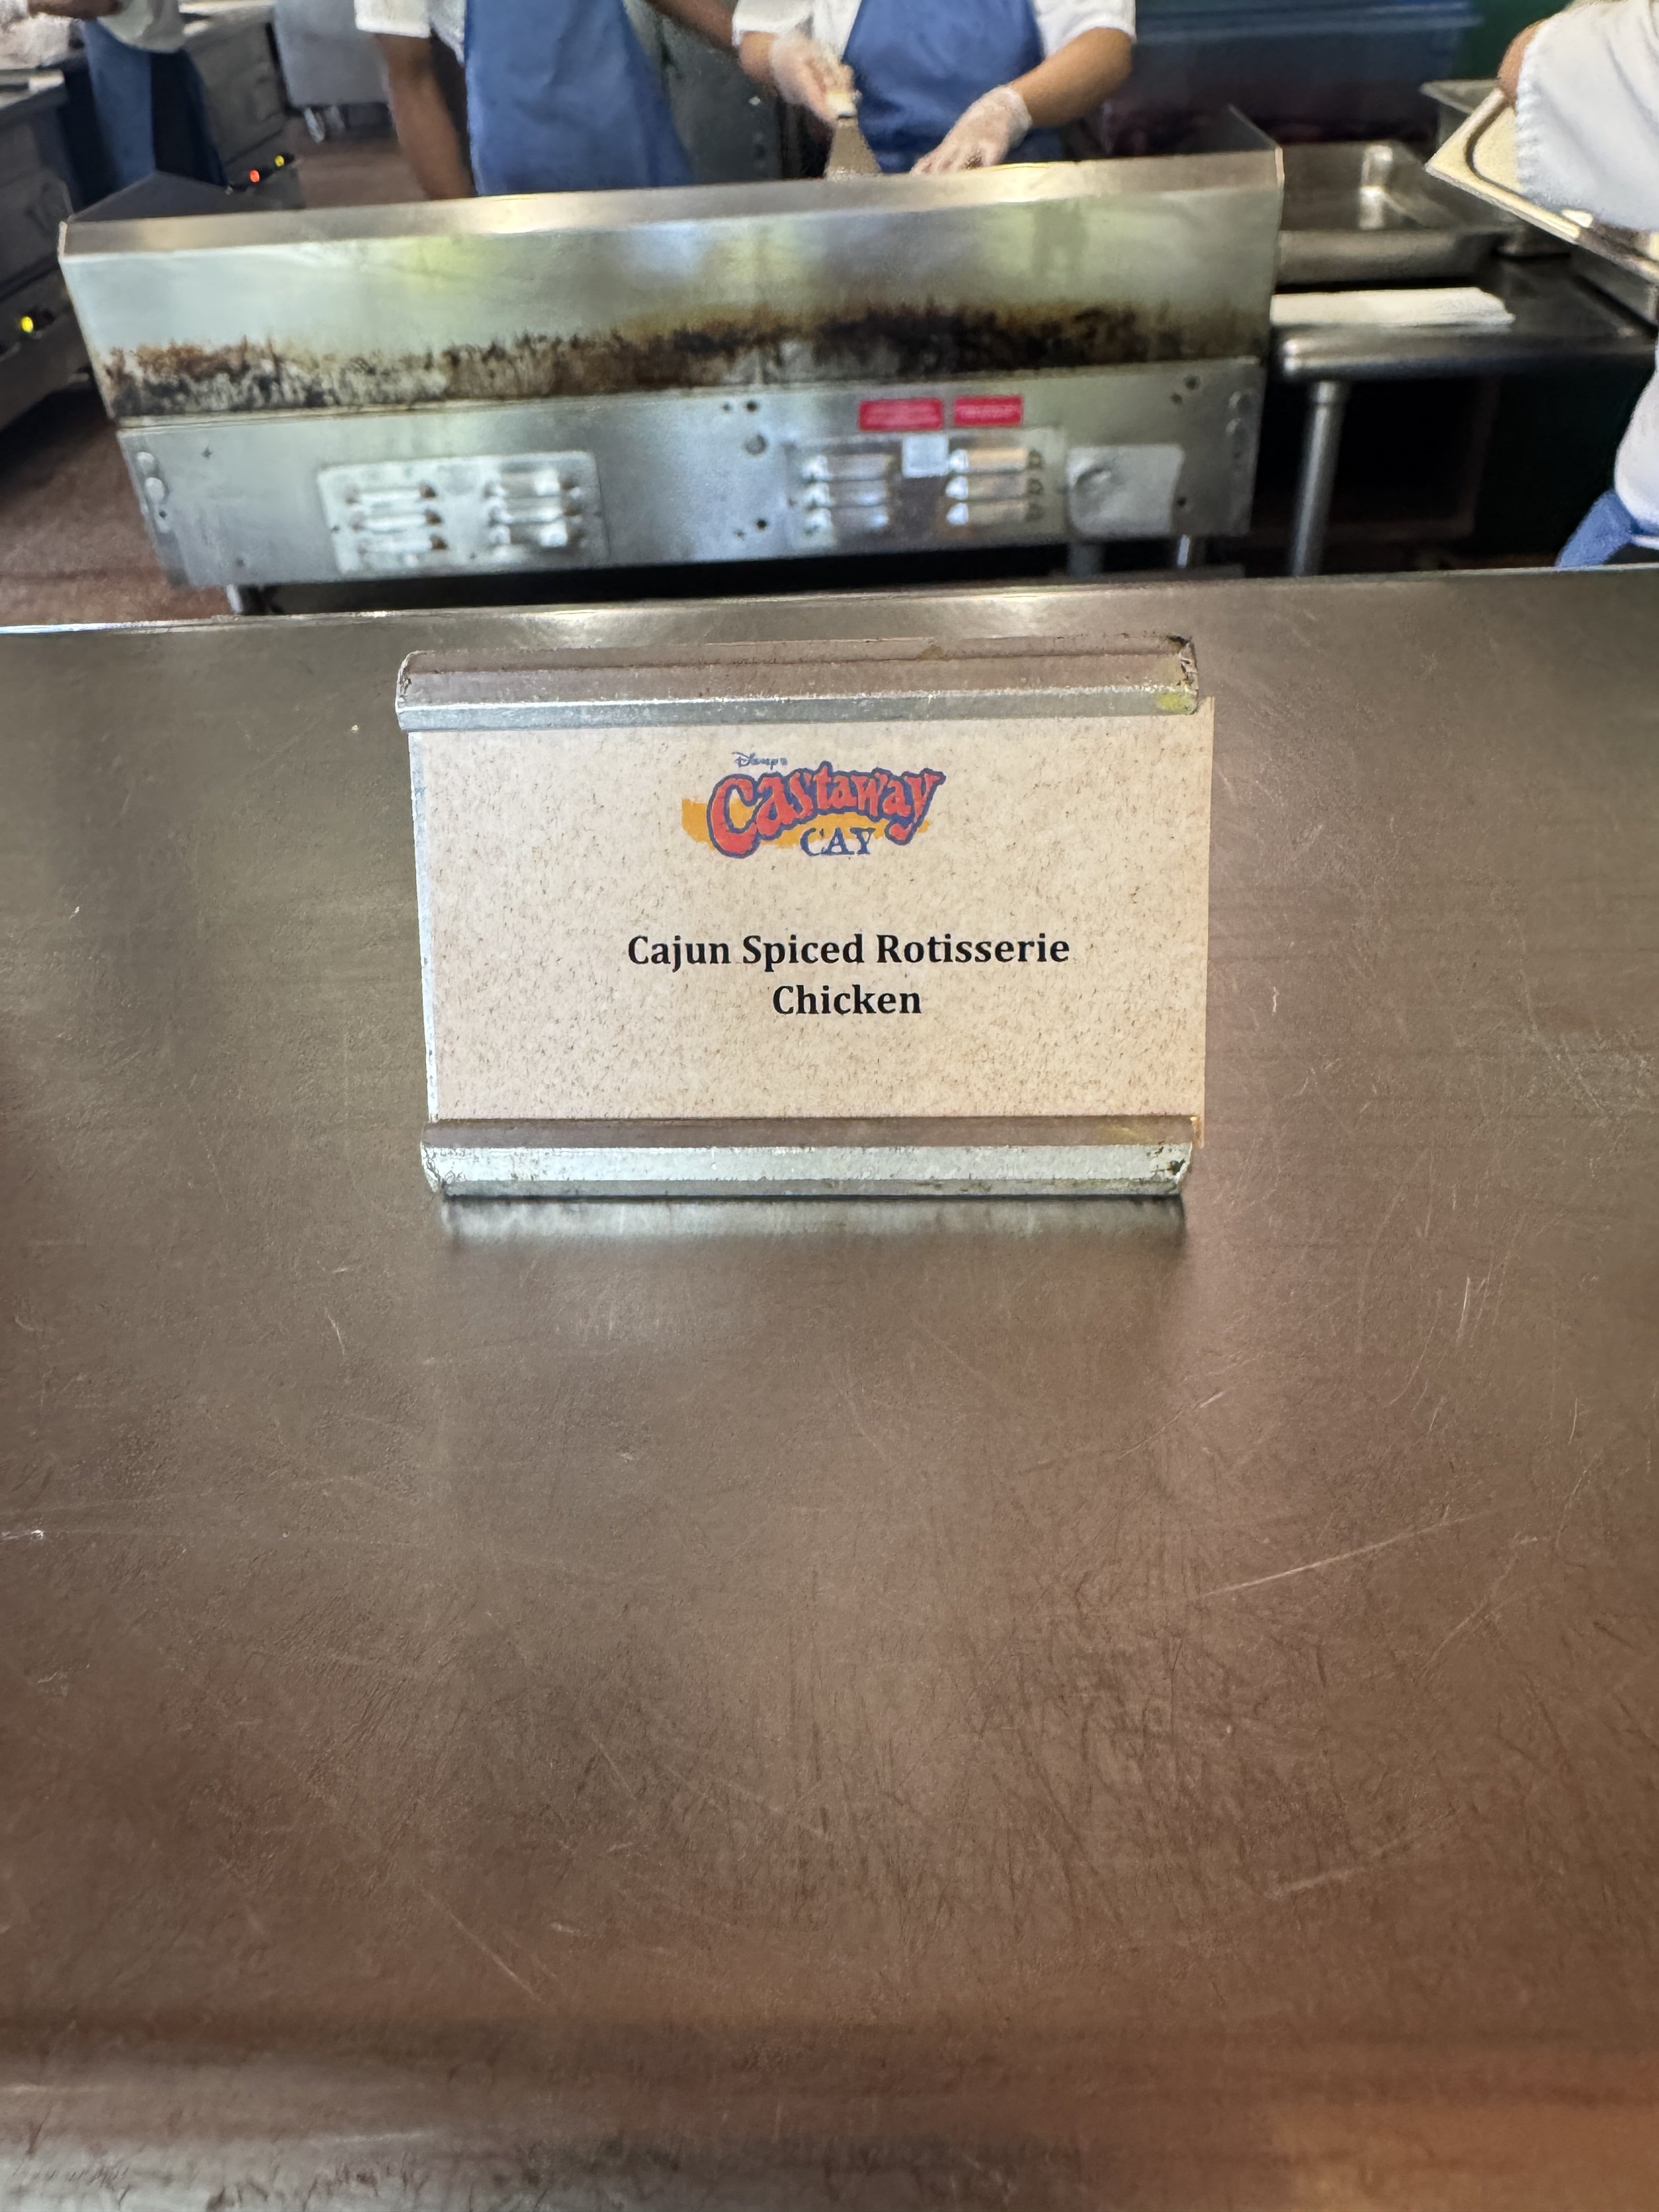 Disney's
Castaway
CAY
Cajun Spiced Rotisserie
Chicken